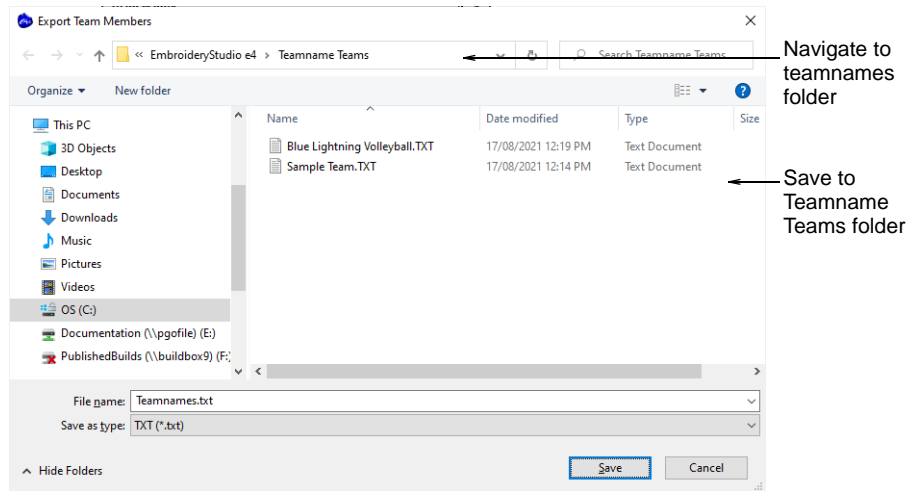 Export Team Members
« EmbroideryStudio e4 > Teamname Teams
Search Teamname Teams
Navigate to
teamnames
folder
Organize
New folder
?
Name Date modified Type Size
This PC
3D Objects
Desktop
Documents
Downloads
Music
Pictures
Videos
OS (C:)
Documentation (\\pgofile) (E:)
PublishedBuilds (\\buildbox9) (F:)
Blue Lightning Volleyball.TXT 17/08/2021 12:19 PM Text Document
Sample Team.TXT 17/08/2021 12:14 PM Text Document
Save to
Teamname
Teams folder
File name: Teamnames.txt
Save as type: TXT (*.txt)
Hide Folders
Save
Cancel